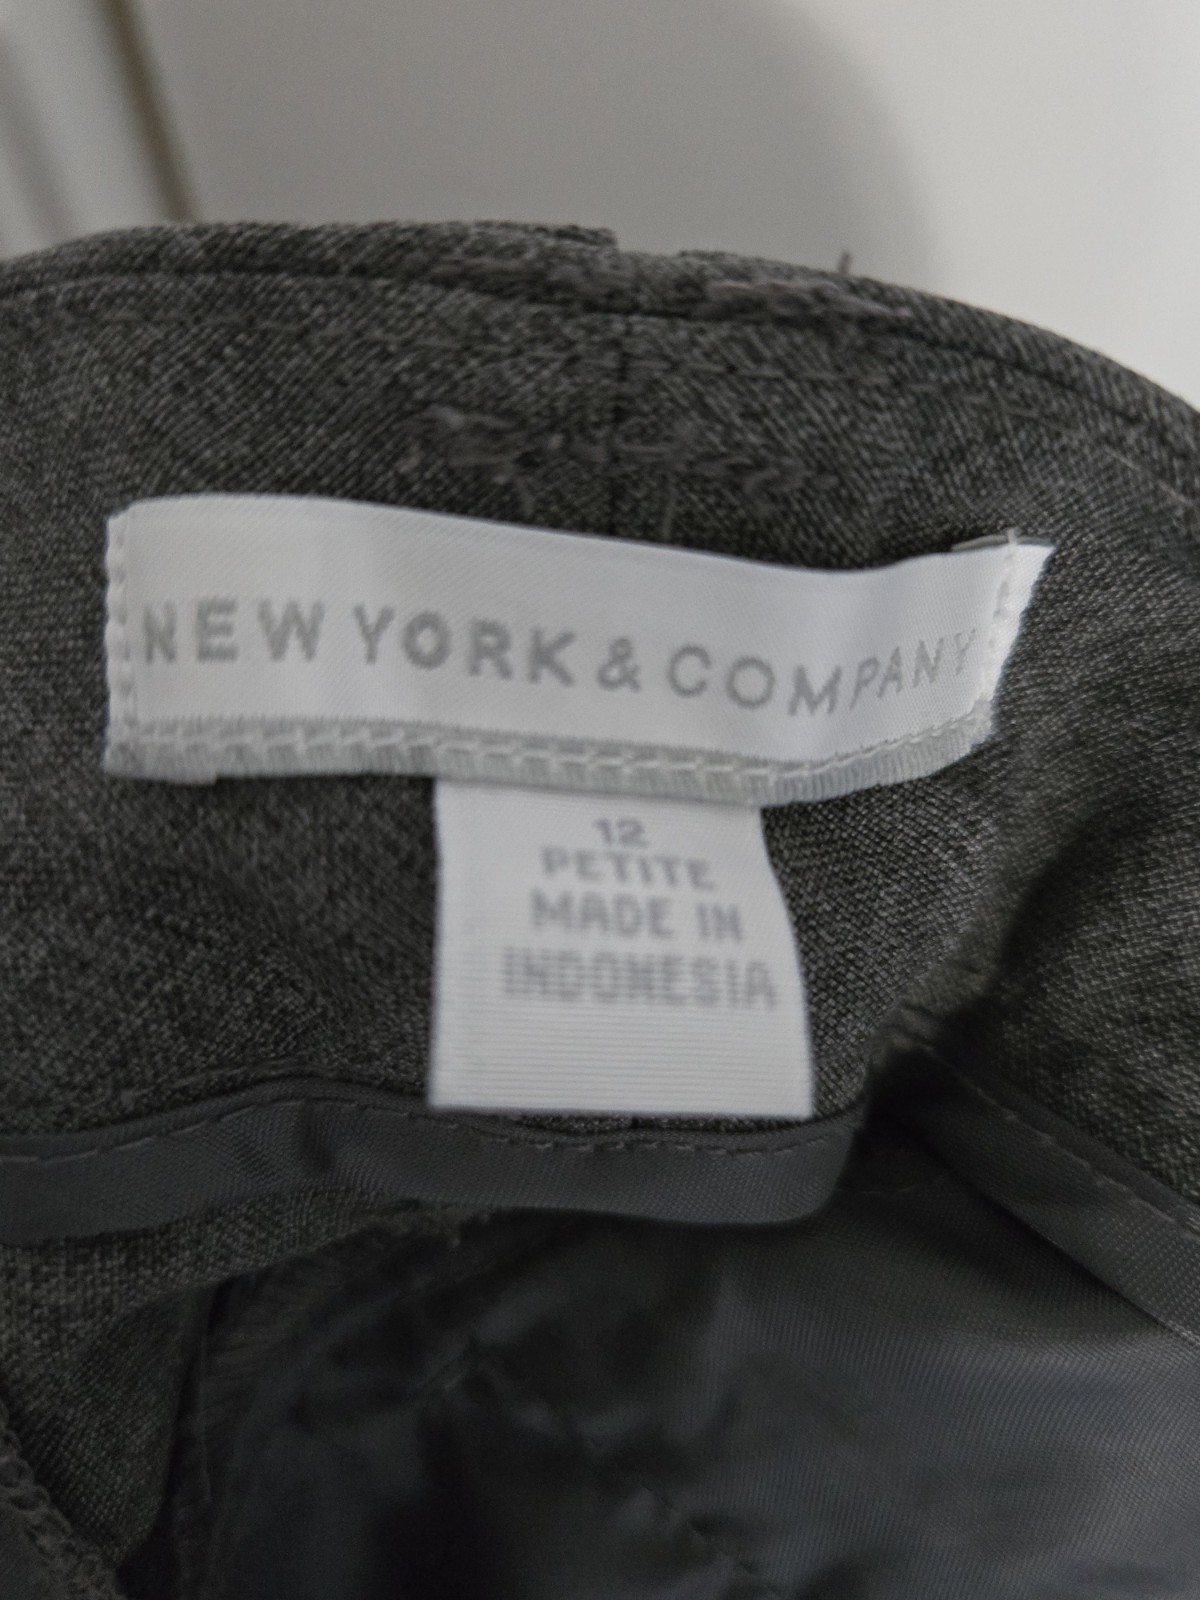 NEW YORK & COMPANY
12
PETITE
MADE IN
INDONESIA